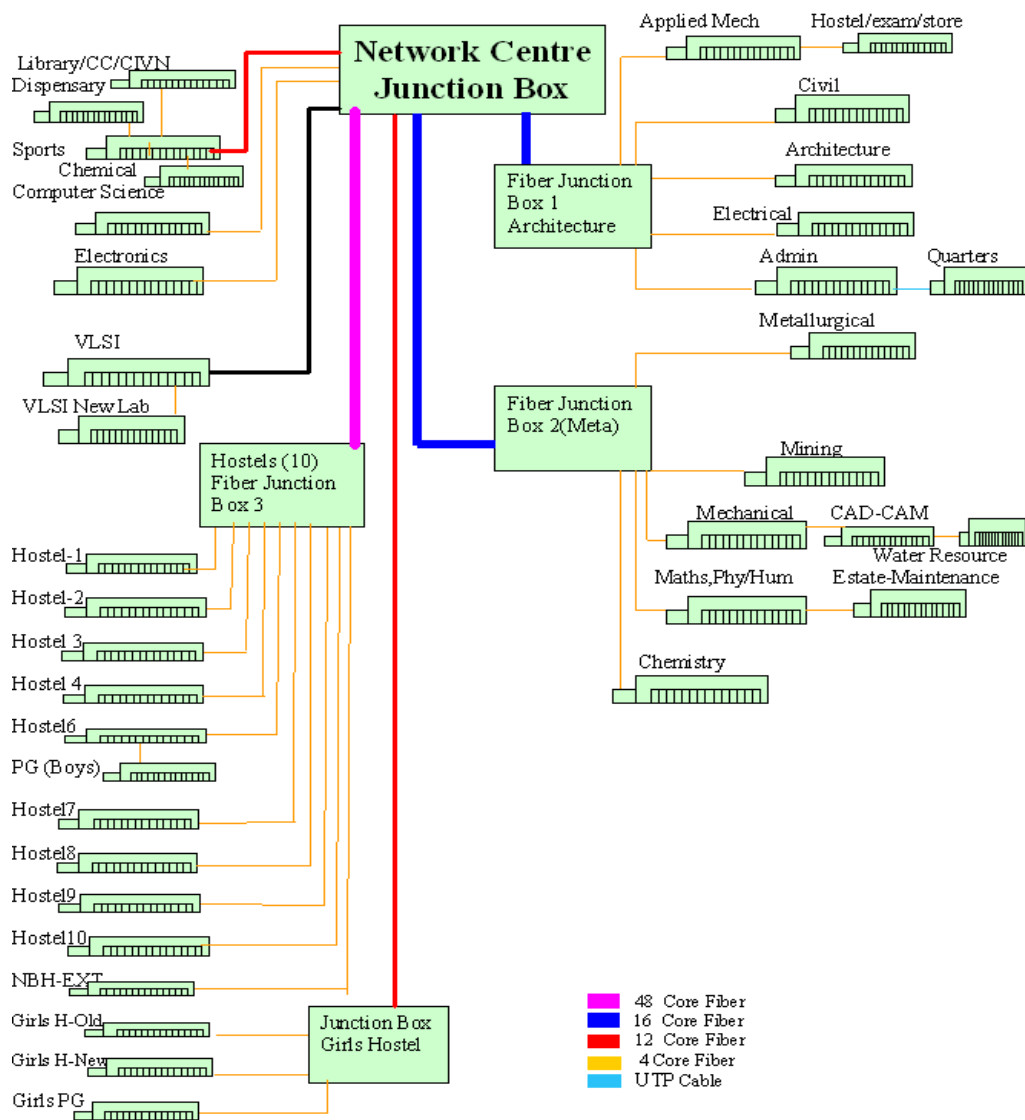 Network Centre
Junction Box
Library/CC/CIVN
Dispensary
Sports
Chemical
Computer Science
Electronics
VLSI
VLSI New Lab
Applied Mech
Hostel/exam/store
Civil
Architecture
Electrical
Admin
Quarters
Fiber Junction
Box 1
Architecture
Metallurgical
Fiber Junction
Box 2(Meta)
Mining
Mechanical
CAD-CAM
Water Resource
Maths,Phy/Hum
Estate-Maintenance
Chemistry
Hostels (10)
Fiber Junction
Box 3
Hostel-1
Hostel-2
Hostel 3
Hostel 4
Hostel6
PG (Boys)
Hostel7
Hostel8
Hostel9
Hostel10
NBH-EXT
Girls H-Old
Girls H-New
Girls PG
Junction Box
Girls Hostel
48 Core Fiber
16 Core Fiber
12 Core Fiber
4 Core Fiber
UTP Cable